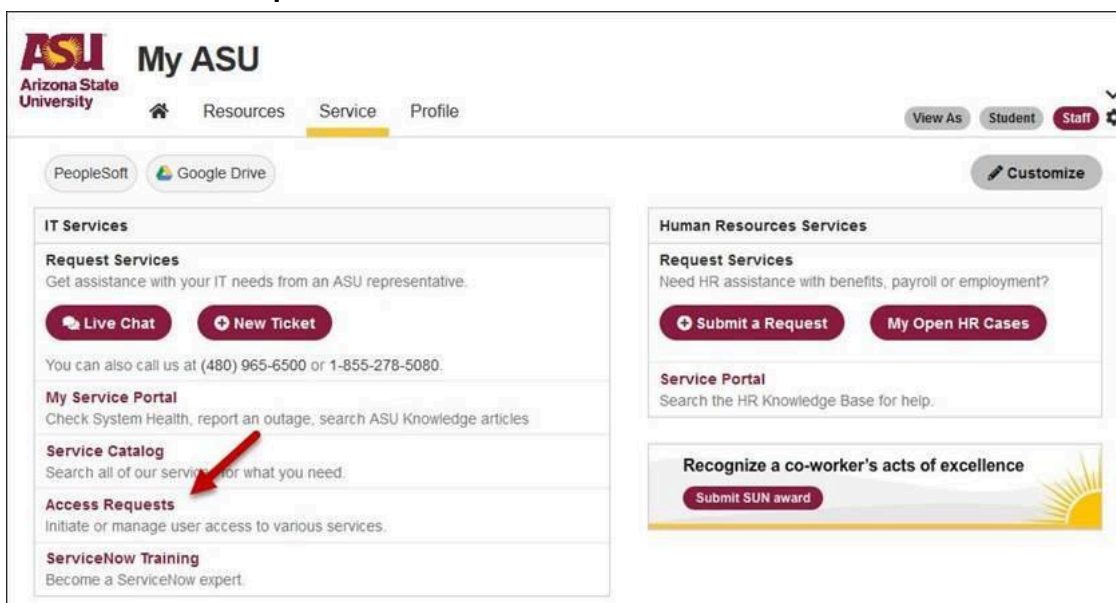 ASU
Arizona State
University
My ASU
Resources Service Profile
View As Student Staff
PeopleSoft Google Drive
Customize
IT Services
Request Services
Get assistance with your IT needs from an ASU representative.
Live Chat New Ticket
You can also call us at (480) 965-6500 or 1-855-278-5080.
My Service Portal
Check System Health, report an outage, search ASU Knowledge articles
Service Catalog
Search all of our for what you need.
Access Requests
Initiate or manage user access to various services.
ServiceNow Training
Become a ServiceNow expert.
Human Resources Services
Request Services
Need HR assistance with benefits, payroll or employment?
Submit a Request My Open HR Cases
Service Portal
Search the HR Knowledge Base for help.
Recognize a co-worker's acts of excellence
Submit SUN award